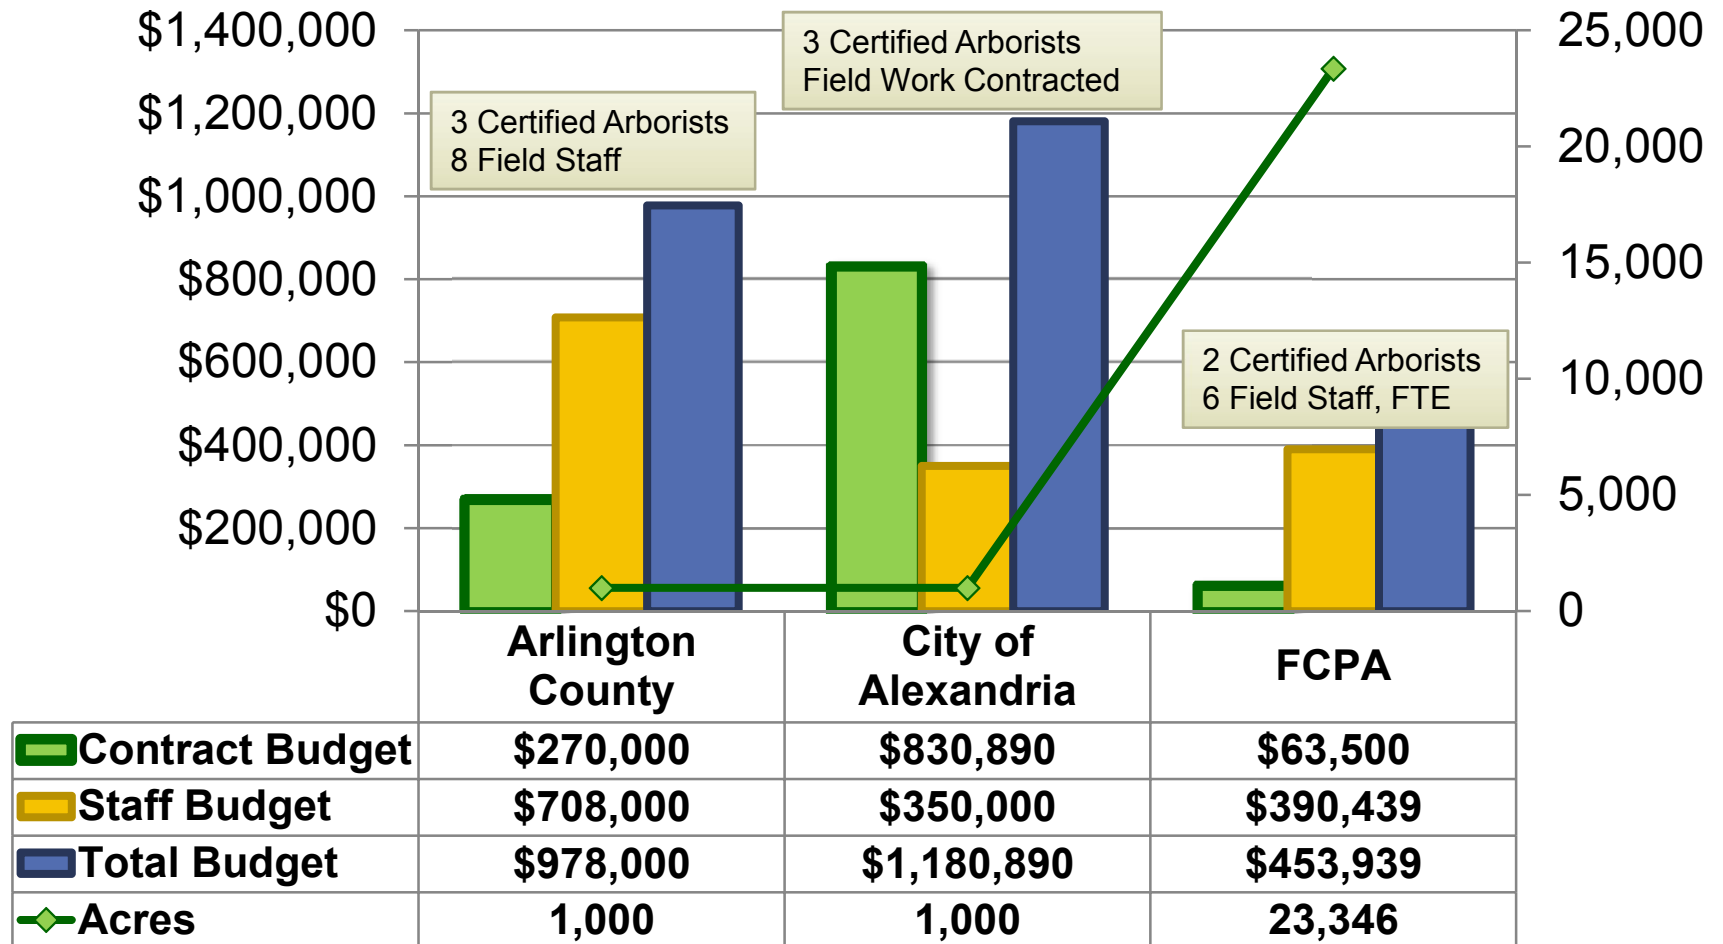 $1,400,000
$1,200,000
$1,000,000
$800,000
$600,000
$400,000
$200,000
$0
3 Certified Arborists
8 Field Staff
3 Certified Arborists
Field Work Contracted
2 Certified Arborists
6 Field Staff, FTE
25,000
20,000
15,000
10,000
5,000
0
Arlington
County
City of
Alexandria
FCPA
Contract Budget $270,000 $830,890 $63,500
Staff Budget $708,000 $350,000 $390,439
Total Budget $978,000 $1,180,890 $453,939
Acres 1,000 1,000 23,346